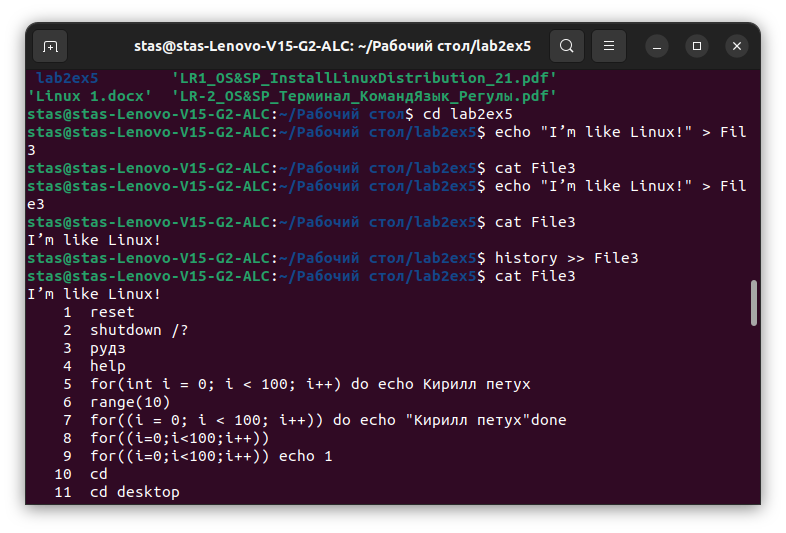 stas@stas-Lenovo-V15-G2-ALC: ~/Рабочий стол/lab2ex5
lab2ex5 'LR1_OS&SP_InstallLinuxDistribution_21.pdf'
'Linux 1.docx' 'LR-2_OS&SP_Терминал_КомандЯзык_Регулы.pdf'
stas@stas-Lenovo-V15-G2-ALC:~/Рабочий стол$ cd lab2ex5
stas@stas-Lenovo-V15-G2-ALC:~/Рабочий стол/lab2ex5$ echo "I’m like Linux!" > Fil
3
stas@stas-Lenovo-V15-G2-ALC:~/Рабочий стол/lab2ex5$ cat File3
stas@stas-Lenovo-V15-G2-ALC:~/Рабочий стол/lab2ex5$ echo "I’m like Linux!" > Fil
e3
stas@stas-Lenovo-V15-G2-ALC:~/Рабочий стол/lab2ex5$ cat File3
I’m like Linux!
stas@stas-Lenovo-V15-G2-ALC:~/Рабочий стол/lab2ex5$ history >> File3
stas@stas-Lenovo-V15-G2-ALC:~/Рабочий стол/lab2ex5$ cat File3
I’m like Linux!
1 reset
2 shutdown /?
3 рудз
4 help
5 for(int i = 0; i < 100; i++) do echo Кирилл петух
6 range(10)
7 for((i = 0; i < 100; i++)) do echo "Кирилл петух"done
8 for((i=0;i<100;i++))
9 for((i=0;i<100;i++)) echo 1
10 cd
11 cd desktop